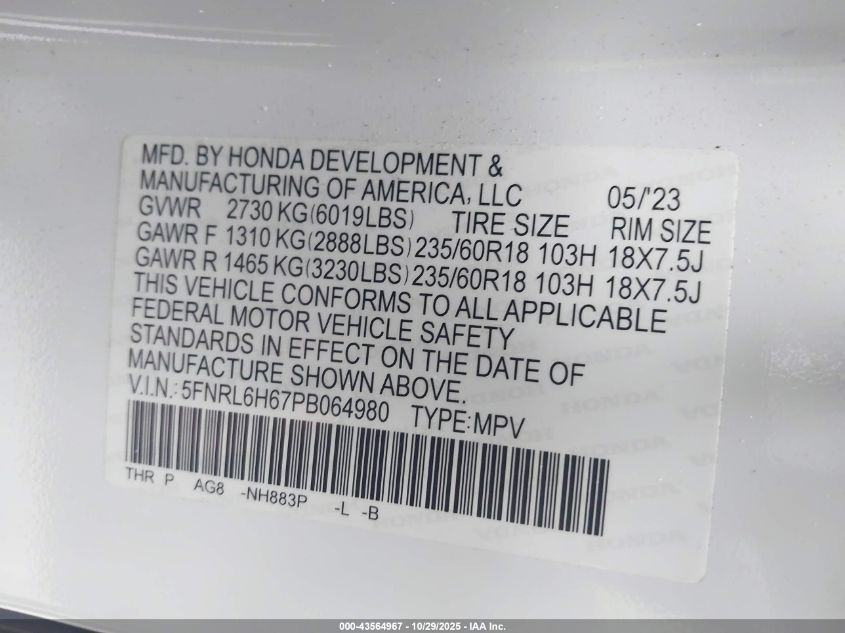 MFD. BY HONDA DEVELOPMENT &
MANUFACTURING OF AMERICA, LLC 05/'23
GVWR 2730 KG(6019LBS) TIRE SIZE RIM SIZE
GAWR F 1310 KG(2888LBS) 235/60R18 103H 18X7.5J
GAWR R 1465 KG(3230LBS) 235/60R18 103H 18X7.5J
THIS VEHICLE CONFORMS TO ALL APPLICABLE
FEDERAL MOTOR VEHICLE SAFETY
STANDARDS IN EFFECT ON THE DATE OF
MANUFACTURE SHOWN ABOVE.
V.I.N.: 5FNRL6H67PB064980 TYPE:MPV
THR P AG8 -NH883P -L -B
HONDA
000-43564967 - 10/29/2025 - IAA Inc.